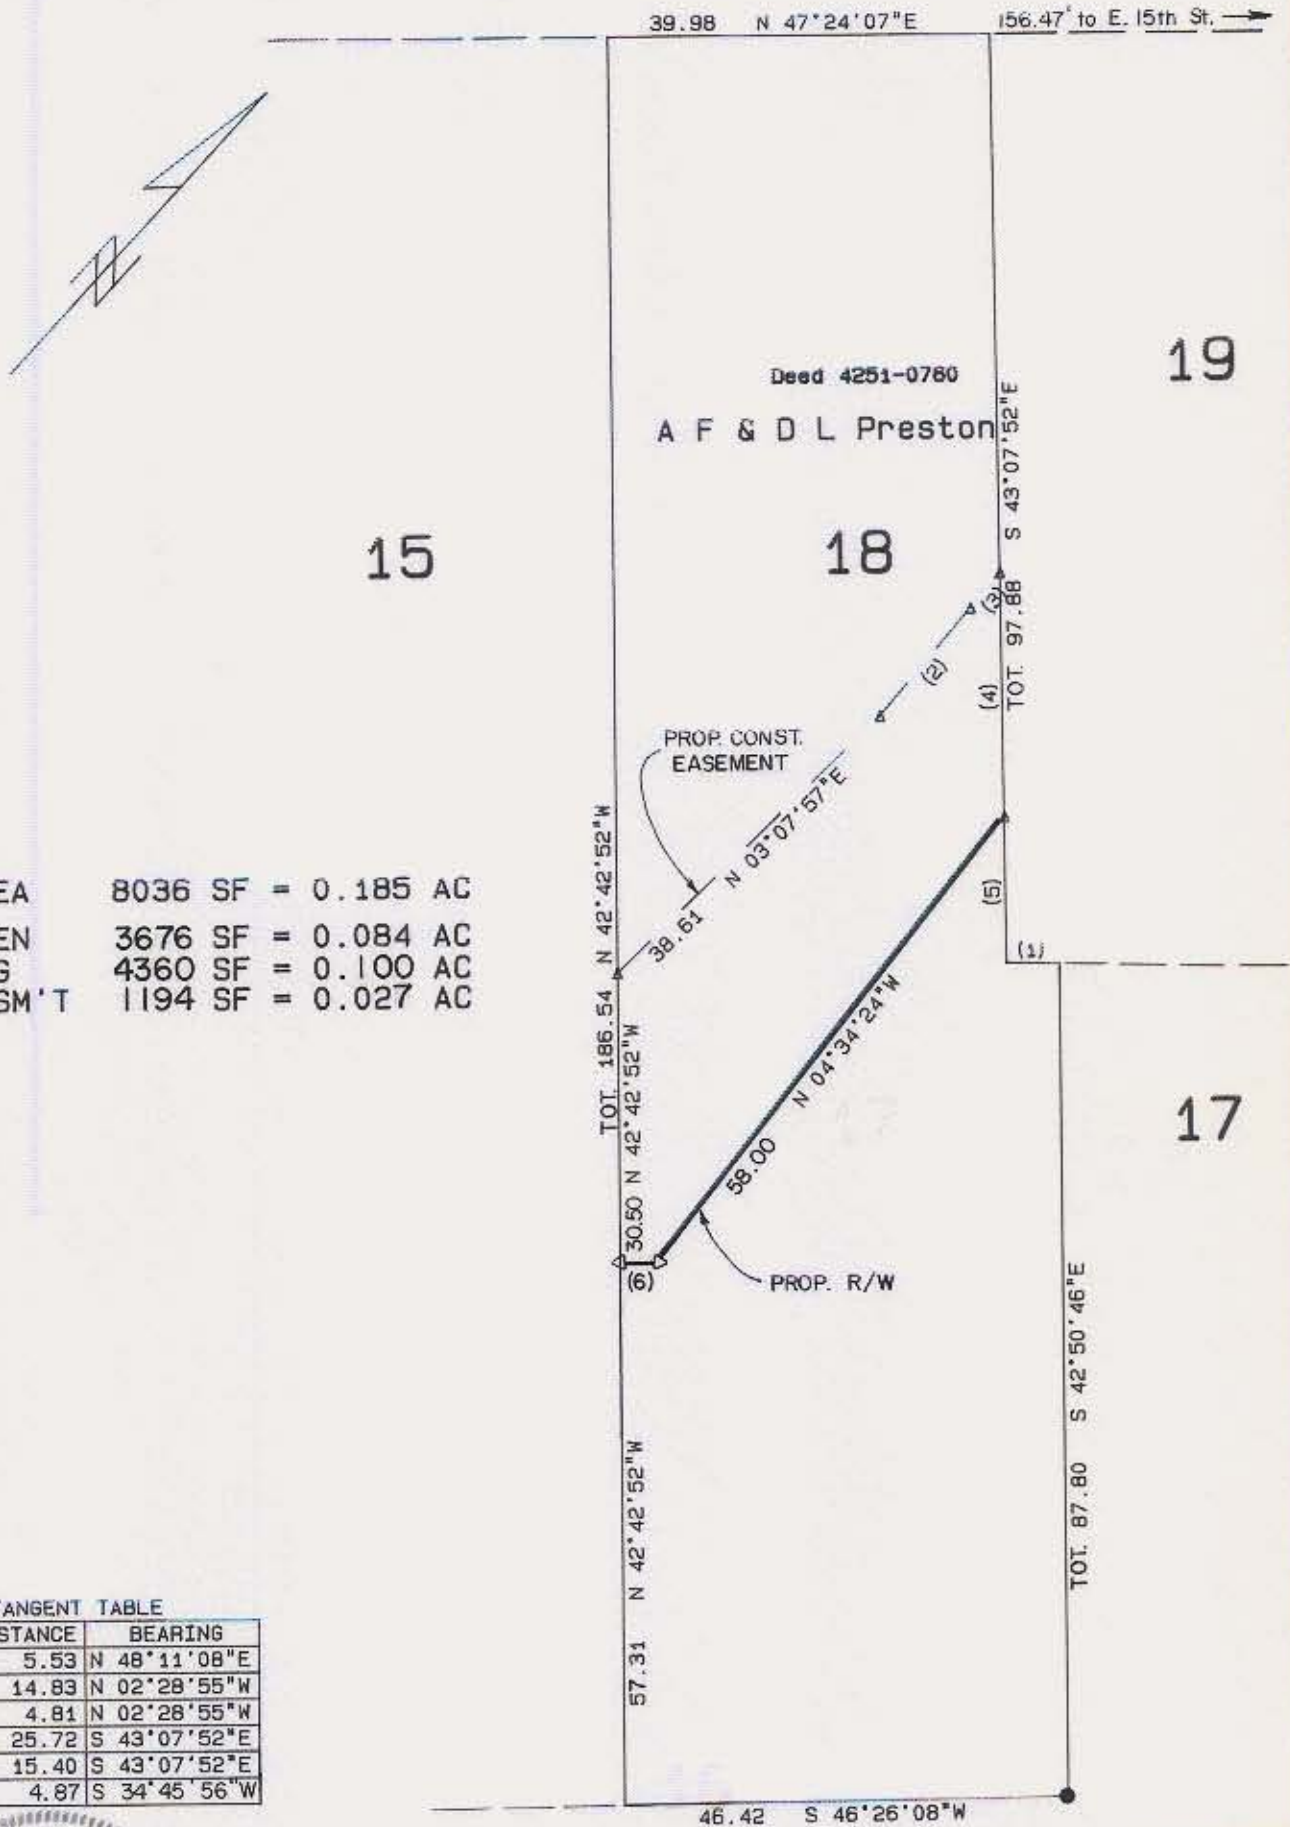 39.98 N 47°24'07"E
156.47' to E. 15th St.
N
Deed 4251-0760
A F & D L Preston
19
15
18
S 43°07'52"E
TOT. 97.88
(3)
(2)
(4)
PROP. CONST.
EASEMENT
N 42°42'52"W
TOT. 186.54
38.61 N 03°07'57"E
(5)
(1)
EA 8036 SF = 0.185 AC
EN 3676 SF = 0.084 AC
G 4360 SF = 0.100 AC
SM'T 1194 SF = 0.027 AC
30.50 N 42°42'52"W
58.00 N 04°34'24"W
17
(6)
PROP. R/W
57.31 N 42°42'52"W
TOT. 87.80 S 42°50'46"E
ANGENT TABLE
STANCE BEARING
5.53 N 48°11'08"E
14.83 N 02°28'55"W
4.81 N 02°28'55"W
25.72 S 43°07'52"E
15.40 S 43°07'52"E
4.87 S 34°45'56"W
46.42 S 46°26'08"W